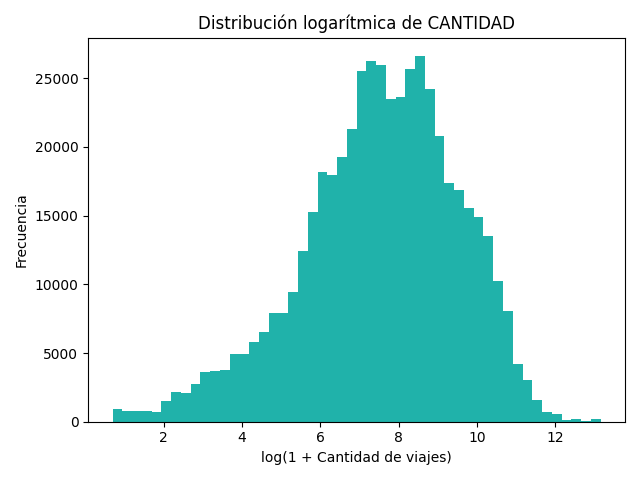 Distribución logarítmica de CANTIDAD
25000
20000
15000
10000
5000
0
Frecuencia
2 4 6 8 10 12
log(1 + Cantidad de viajes)